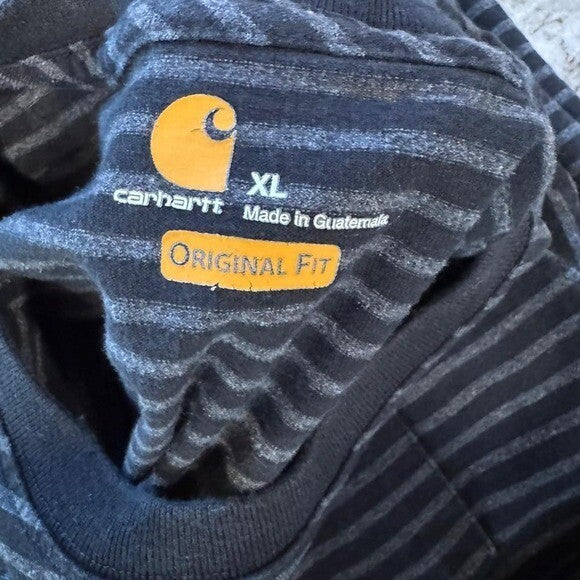 carhartt
XL
Made in Guatemala
ORIGINAL FIT